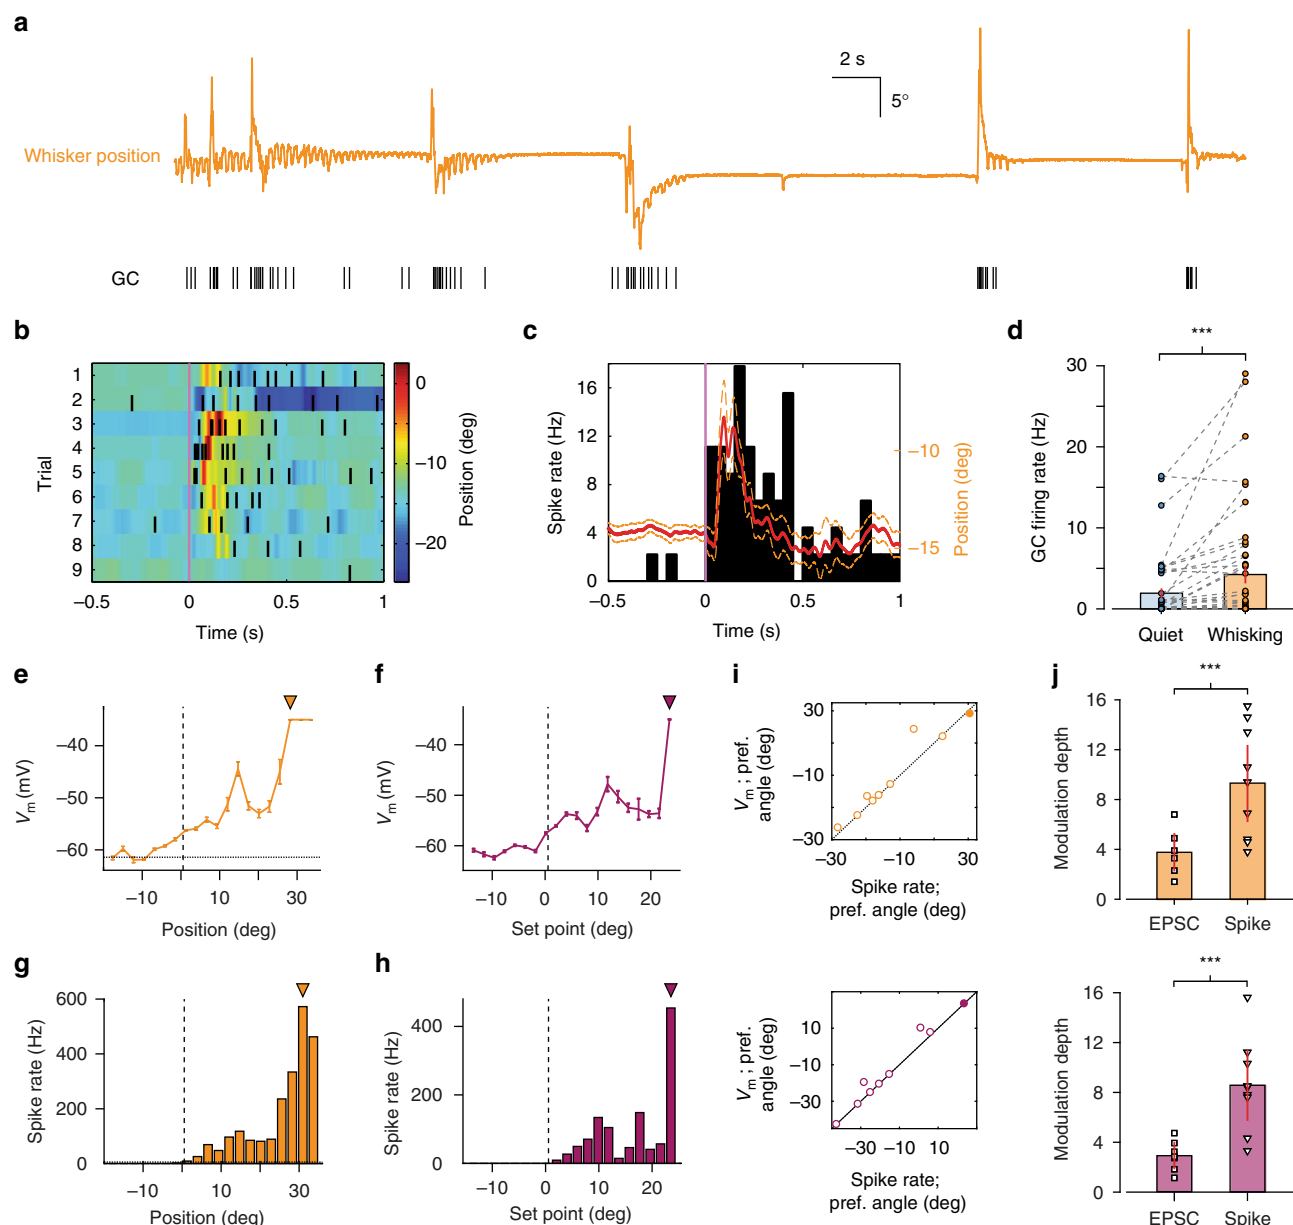 a
2 s
5°
Whisker position
GC
b
Trial
1
2
3
4
5
6
7
8
9
–0.5
0
0.5
1
Time (s)
0
–10
–20
Position (deg)
c
Spike rate (Hz)
16
12
8
4
0
–0.5
0
0.5
1
Time (s)
–10
–15
Position (deg)
d
***
GC firing rate (Hz)
30
20
10
0
Quiet
Whisking
e
Vm (mV)
–40
–50
–60
–10
10
30
Position (deg)
f
Vm (mV)
–40
–50
–60
–10
0
10
20
Set point (deg)
g
Spike rate (Hz)
600
400
200
0
–10
10
30
Position (deg)
h
Spike rate (Hz)
400
200
0
–10
0
10
20
Set point (deg)
i
Vm ; pref.
angle (deg)
30
–10
–30
–30
–10
30
Spike rate;
pref. angle (deg)
Vm ; pref.
angle (deg)
10
–10
–30
–30
–10
10
Spike rate;
pref. angle (deg)
j
***
Modulation depth
16
12
8
4
0
EPSC
Spike
***
Modulation depth
16
12
8
4
0
EPSC
Spike